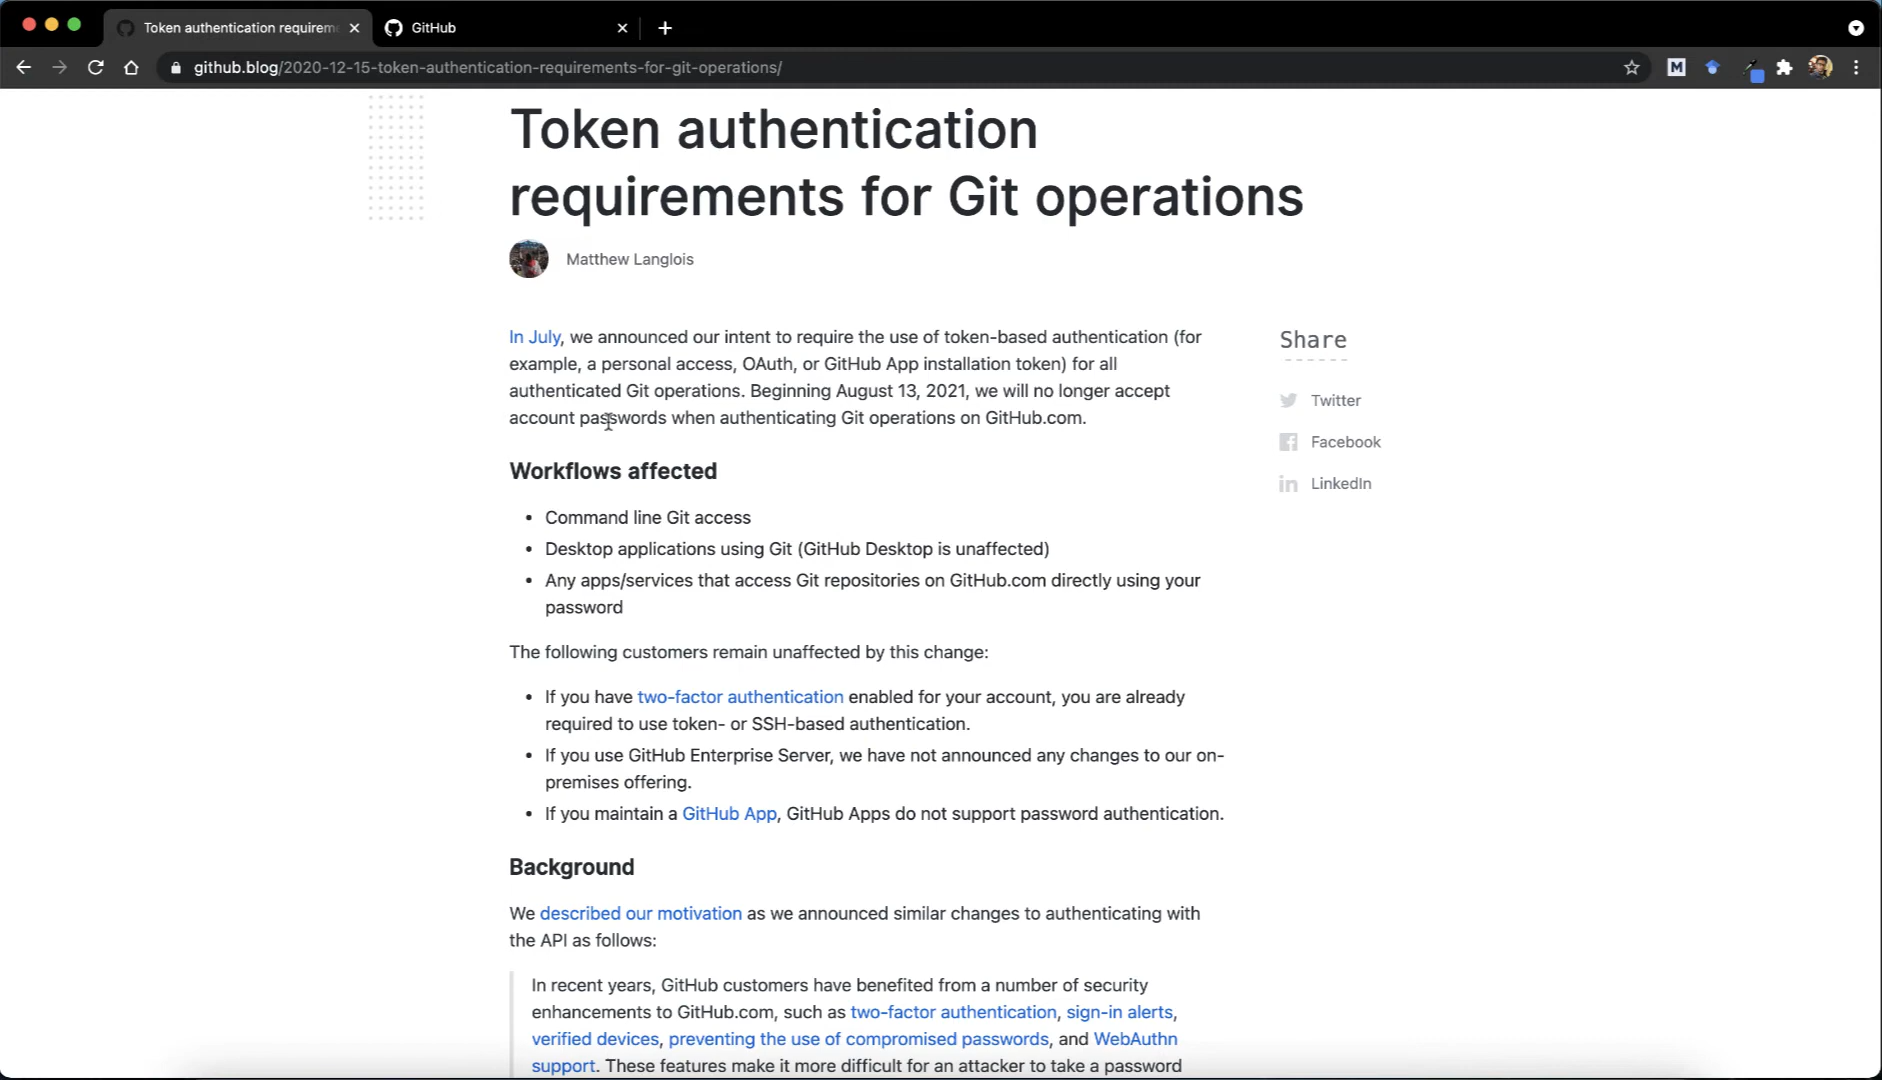 Token authentication requirem
GitHub
github.blog/2020-12-15-token-authentication-requirements-for-git-operations/
M
Token authentication
requirements for Git operations
Matthew Langlois
In July, we announced our intent to require the use of token-based authentication (for
example, a personal access, OAuth, or GitHub App installation token) for all
authenticated Git operations. Beginning August 13, 2021, we will no longer accept
account passwords when authenticating Git operations on GitHub.com.
Share
Twitter
Facebook
LinkedIn
Workflows affected
• Command line Git access
• Desktop applications using Git (GitHub Desktop is unaffected)
• Any apps/services that access Git repositories on GitHub.com directly using your
password
The following customers remain unaffected by this change:
• If you have two-factor authentication enabled for your account, you are already
required to use token- or SSH-based authentication.
• If you use GitHub Enterprise Server, we have not announced any changes to our on-
premises offering.
• If you maintain a GitHub App, GitHub Apps do not support password authentication.
Background
We described our motivation as we announced similar changes to authenticating with
the API as follows:
In recent years, GitHub customers have benefited from a number of security
enhancements to GitHub.com, such as two-factor authentication, sign-in alerts,
verified devices, preventing the use of compromised passwords, and WebAuthn
support. These features make it more difficult for an attacker to take a password